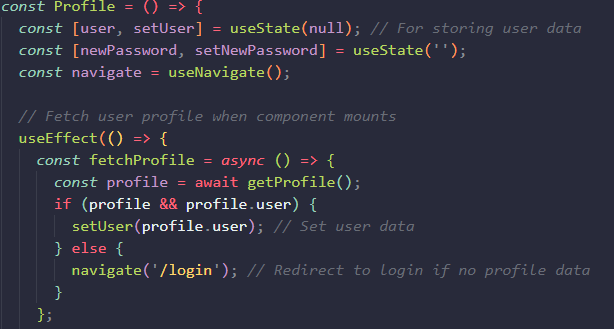 const Profile = () => {
  const [user, setUser] = useState(null); // For storing user data
  const [newPassword, setNewPassword] = useState('');
  const navigate = useNavigate();

  // Fetch user profile when component mounts
  useEffect(() => {
    const fetchProfile = async () => {
      const profile = await getProfile();
      if (profile && profile.user) {
        setUser(profile.user); // Set user data
      } else {
        navigate('/login'); // Redirect to login if no profile data
      }
    };